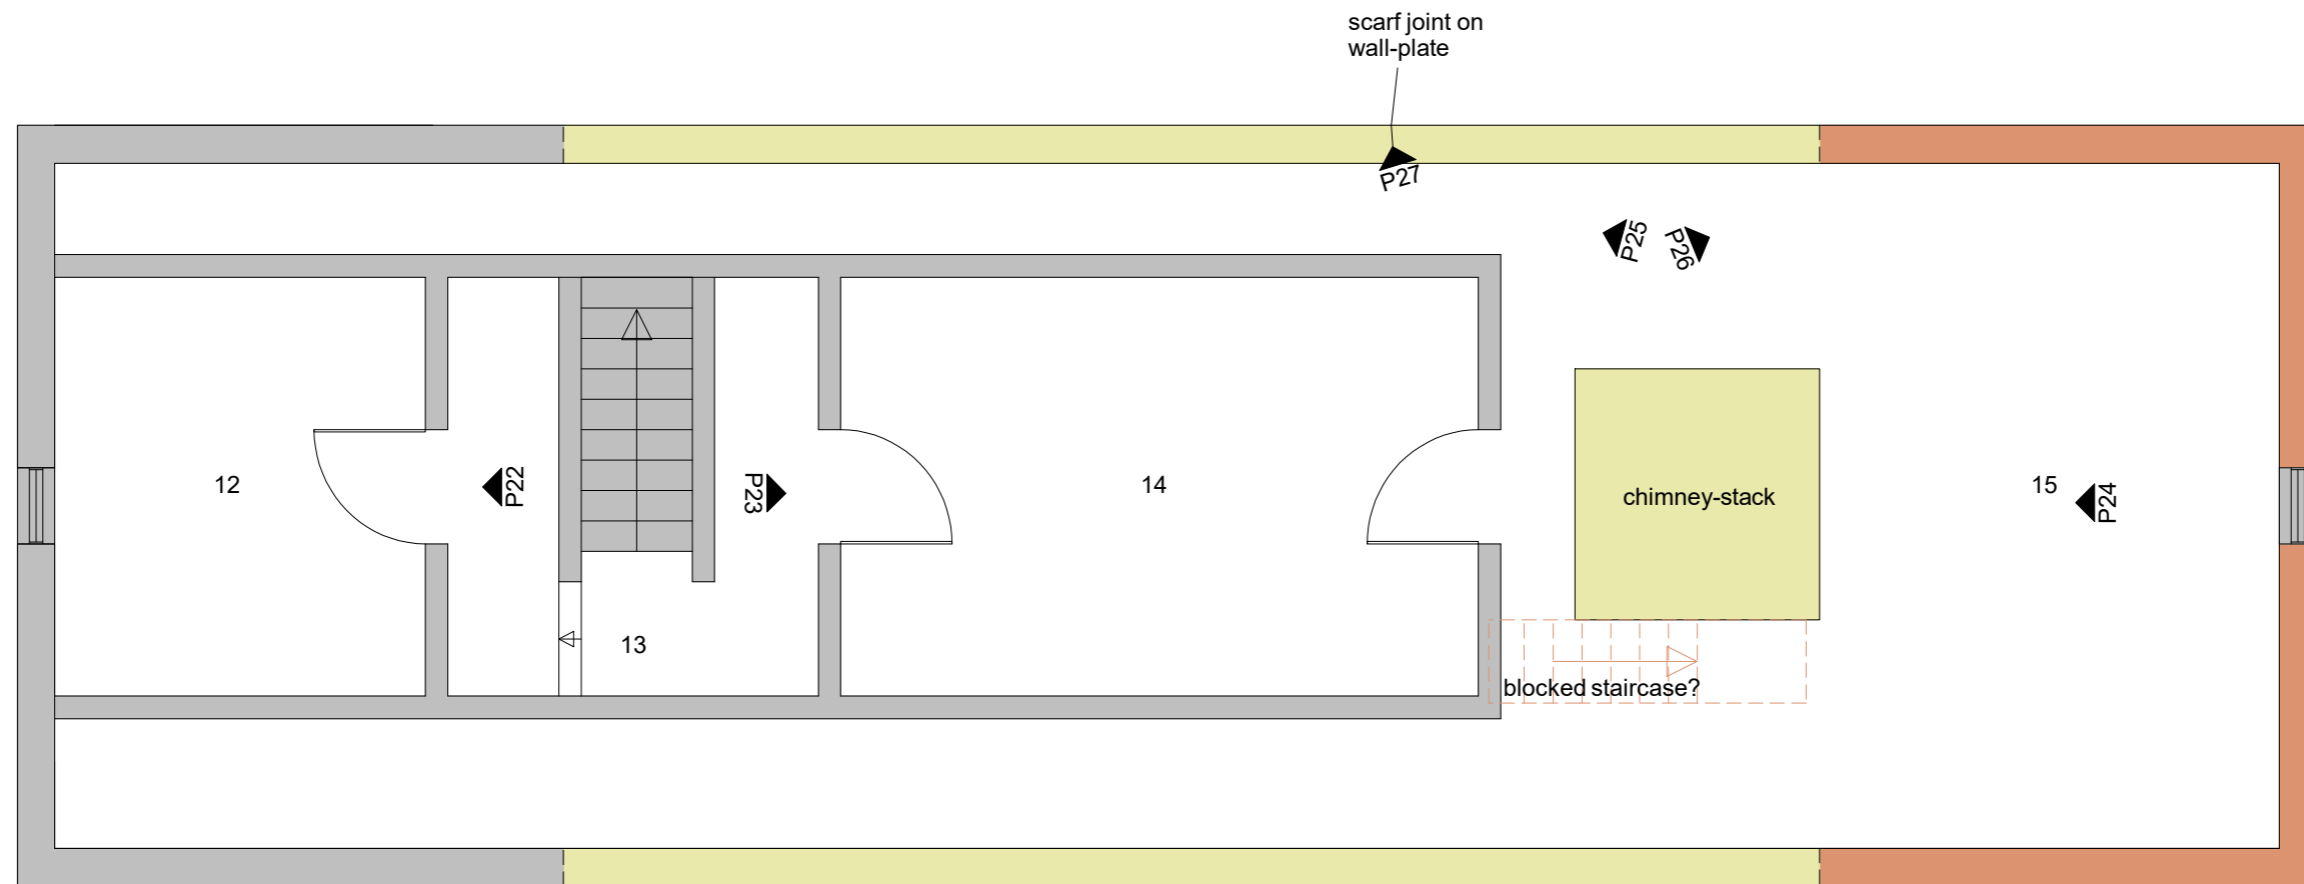 scarf joint on
wall-plate
P27
P25
P26
12
P22
P23
14
chimney-stack
15
P24
13
blocked staircase?